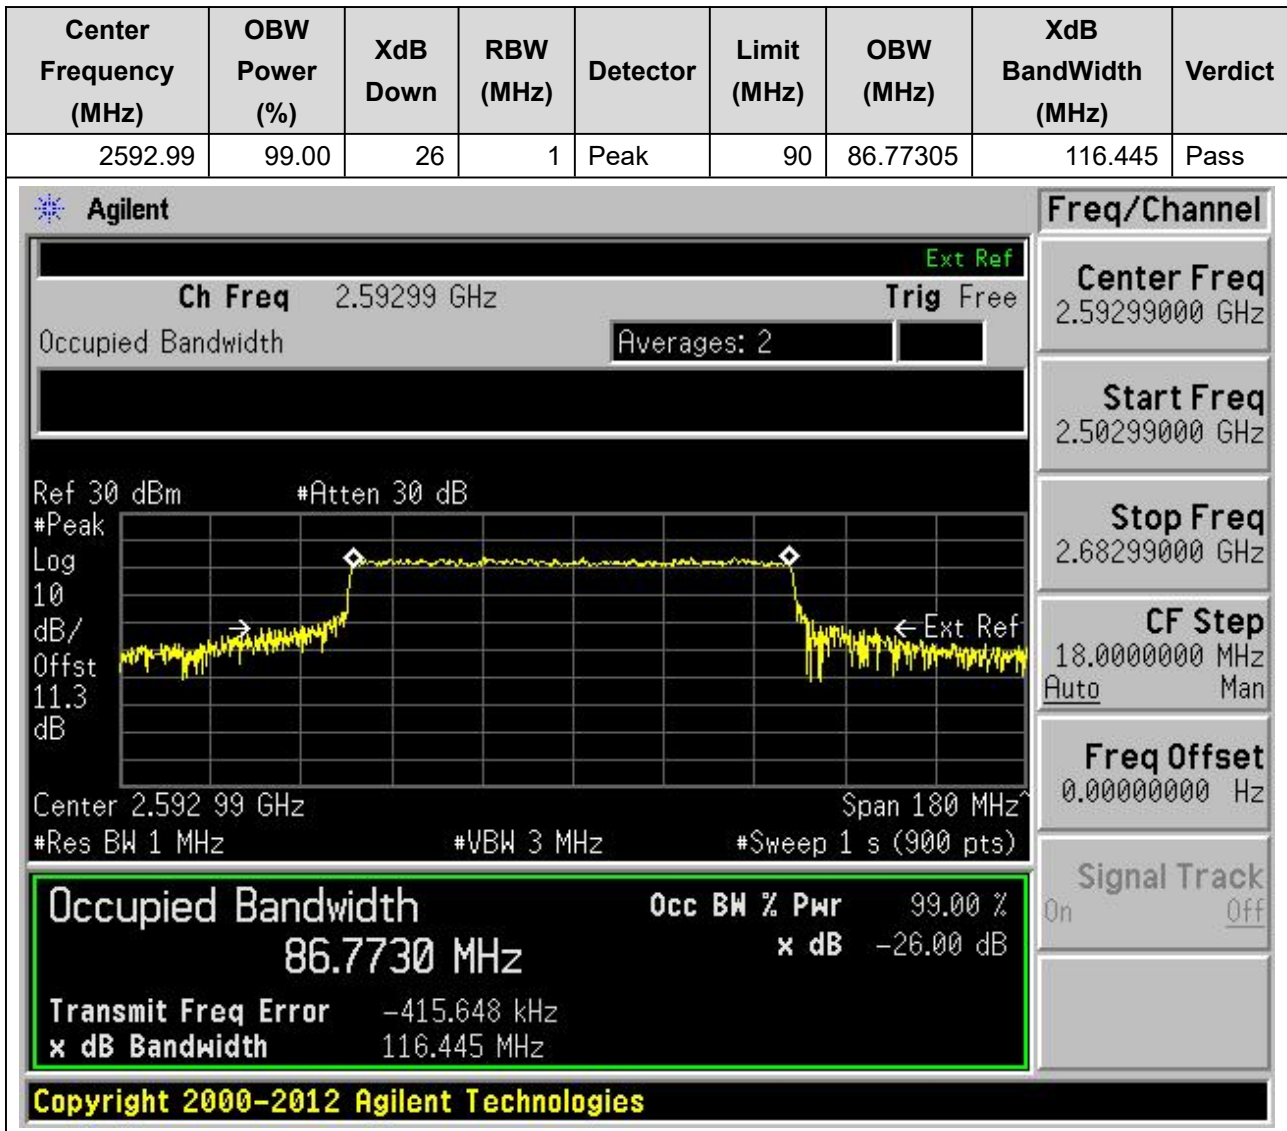 Center Frequency (MHz) OBW Power (%) XdB Down RBW (MHz) Detector Limit (MHz) OBW (MHz) XdB BandWidth (MHz) Verdict
2592.99 99.00 26 1 Peak 90 86.77305 116.445 Pass
Agilent
Freq/Channel
Ext Ref
Ch Freq 2.59299 GHz Trig Free
Occupied Bandwidth Averages: 2
Ref 30 dBm #Atten 30 dB
#Peak
Log
10
dB/
Offst
11.3
dB
←Ext Ref
Center 2.592 99 GHz Span 180 MHz^
#Res BW 1 MHz #VBW 3 MHz #Sweep 1 s (900 pts)
Occupied Bandwidth Occ BW % Pwr 99.00 %
86.7730 MHz x dB -26.00 dB
Transmit Freq Error -415.648 kHz
x dB Bandwidth 116.445 MHz
Center Freq
2.59299000 GHz
Start Freq
2.50299000 GHz
Stop Freq
2.68299000 GHz
CF Step
18.0000000 MHz
Auto Man
Freq Offset
0.00000000 Hz
Signal Track
On Off
Copyright 2000-2012 Agilent Technologies